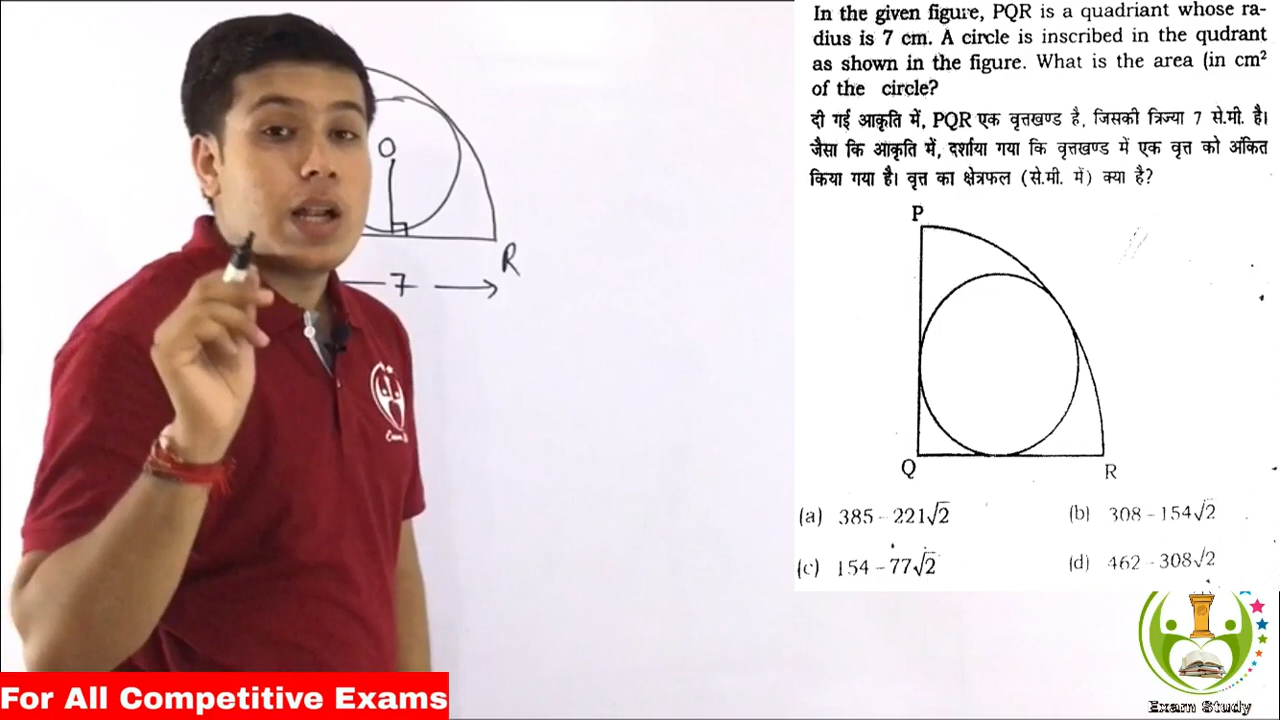 In the given figure, PQR is a quadriant whose ra-
dius is 7 cm. A circle is inscribed in the qudrant
as shown in the figure. What is the area (in cm²
of the circle?
दी गई आकृति में, PQR एक वृत्तखण्ड है, जिसकी त्रिज्या 7 से.मी. है।
जैसा कि आकृति में, दर्शाया गया कि वृत्तखण्ड में एक वृत्त को अंकित
किया गया है। वृत्त का क्षेत्रफल (से.मी. में) क्या है?
P
Q
R
(a) 385 - 221√2
(b) 308 - 154√2
(c) 154 - 77√2
(d) 462 - 308√2
O
R
7
For All Competitive Exams
Exam Study